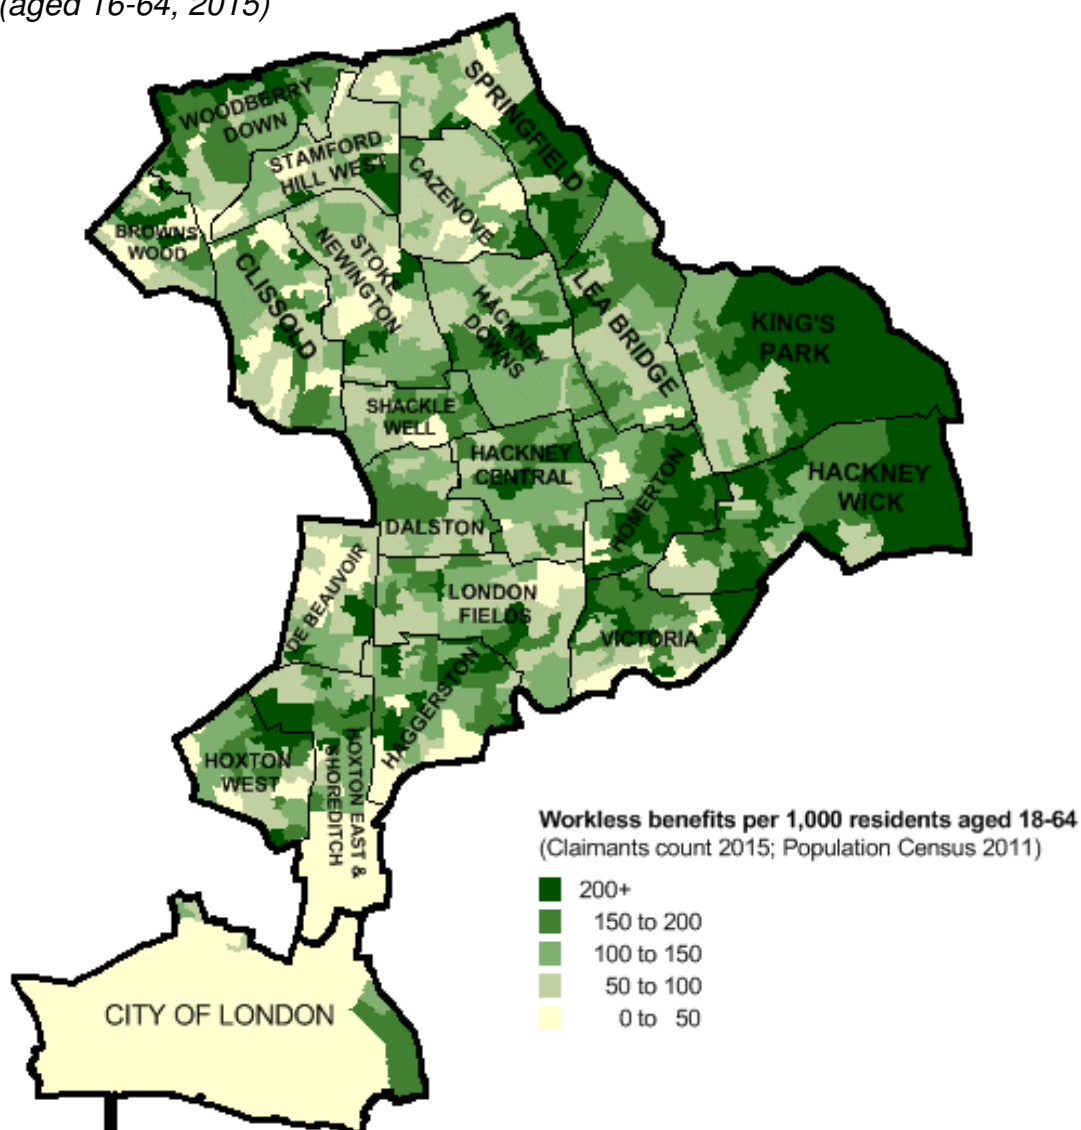 (aged 16-64, 2015)
SPRINGFIELD
WOODBERRY
DOWN
STAMFORD
HILL WEST
CAZENOVE
BROWNS
WOOD
CLISSOLD
STOKE
NEWINGTON
HACKNEY
DOWNS
LEA BRIDGE
KING'S
PARK
SHACKLE
WELL
HACKNEY
CENTRAL
HOMERTON
HACKNEY
WICK
DALSTON
DE BEAUVOIR
LONDON
FIELDS
VICTORIA
HAGGERSTON
HOXTON
WEST
HOXTON EAST &
SHOREDITCH
CITY OF LONDON
Workless benefits per 1,000 residents aged 18-64
(Claimants count 2015; Population Census 2011)
200+
150 to 200
100 to 150
50 to 100
0 to 50